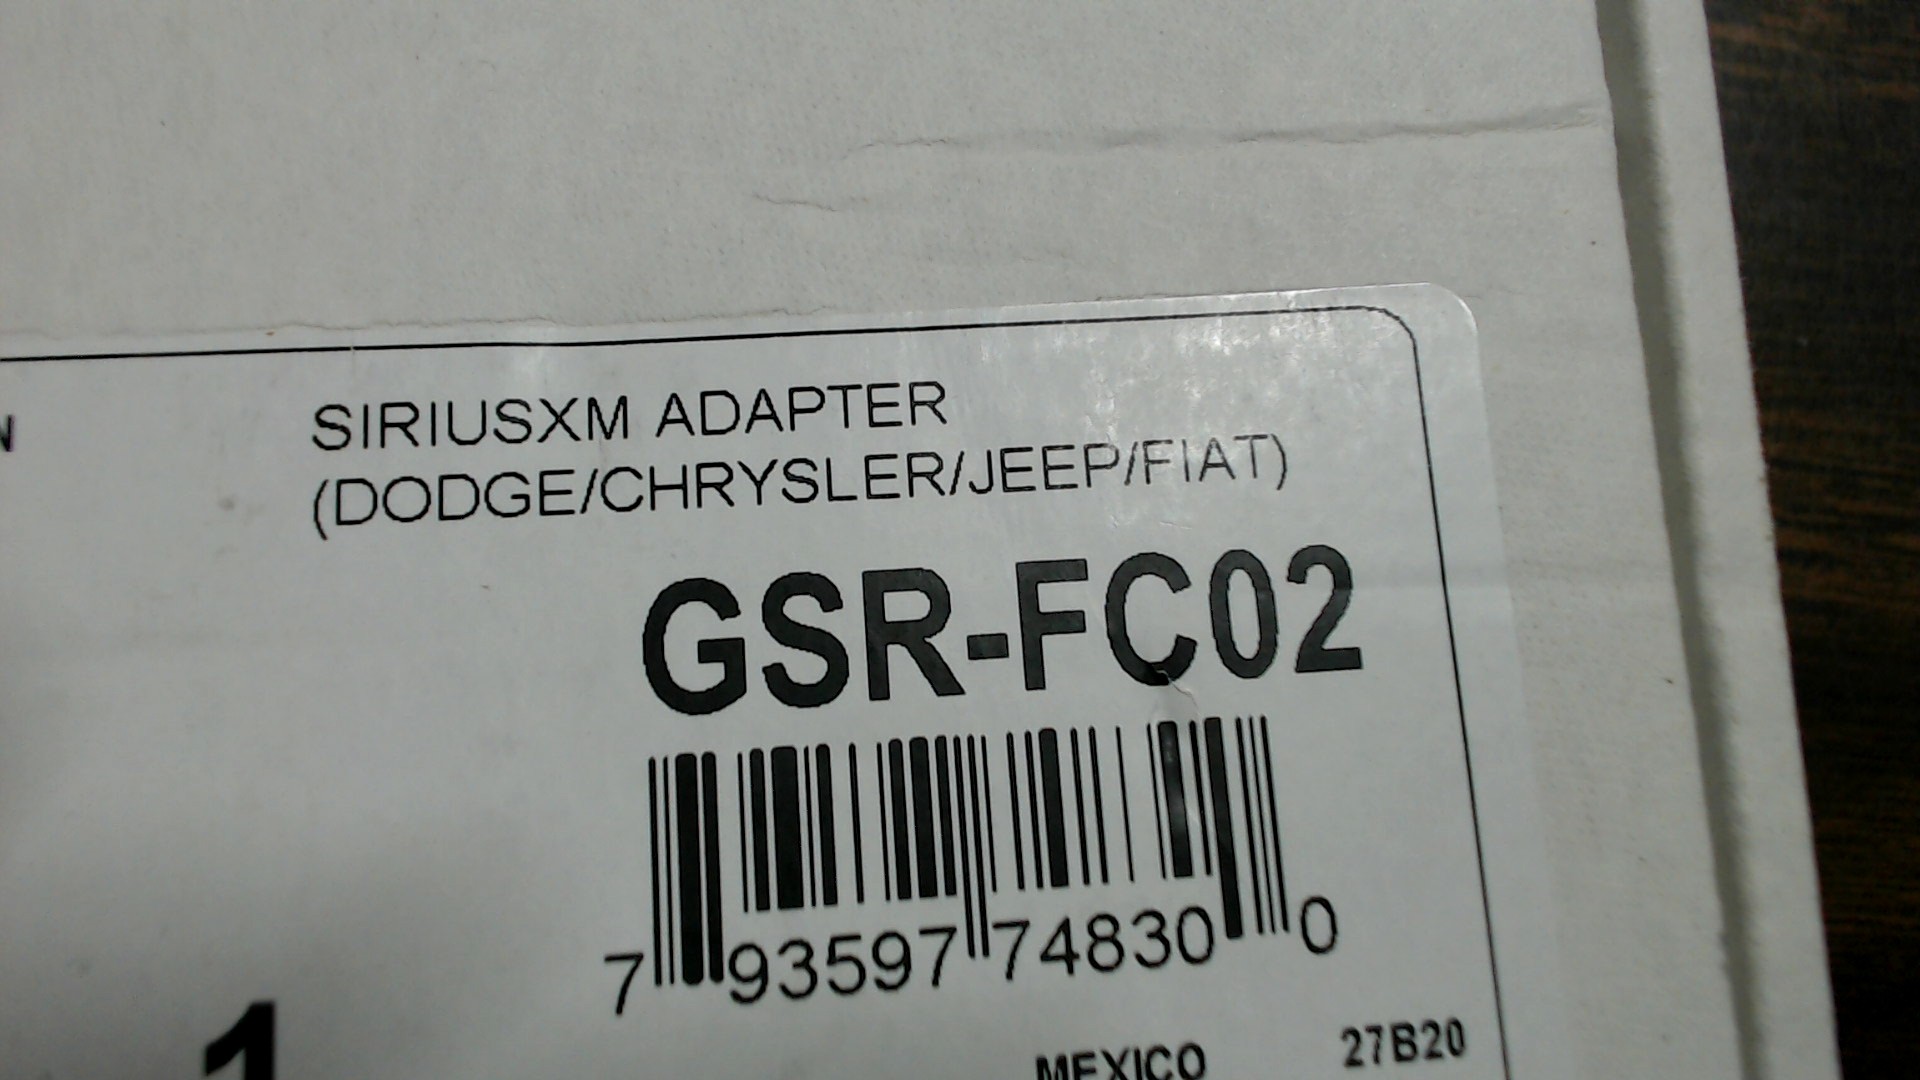 SIRIUSXM ADAPTER
(DODGE/CHRYSLER/JEEP/FIAT)
GSR-FC02
7 93597 74830 0
1
MEXICO 27B20